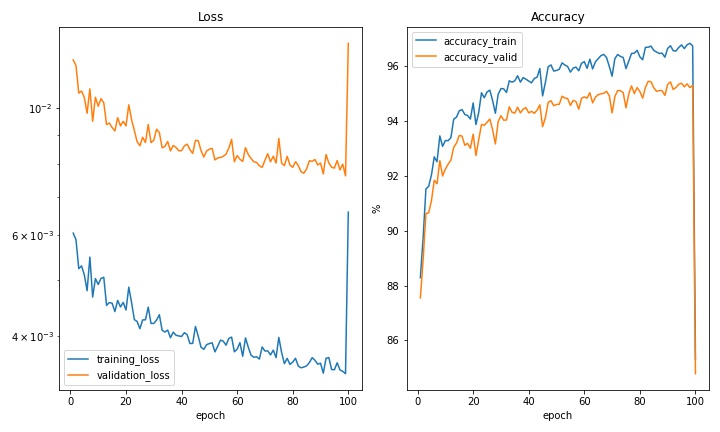 Loss
10⁻²
6 × 10⁻³
4 × 10⁻³
training_loss
validation_loss
0
20
40
60
80
100
epoch
Accuracy
accuracy_train
accuracy_valid
%
96
94
92
90
88
86
0
20
40
60
80
100
epoch